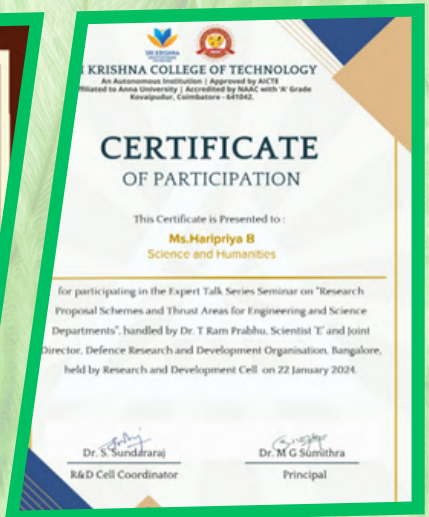 SRI KRISHNA
I KRISHNA COLLEGE OF TECHNOLOGY
An Autonomous Institution | Approved by AICTE
ffiliated to Anna University | Accredited by NAAC with 'A' Grade
Kovaipudur, Coimbatore - 641042.
CERTIFICATE
OF PARTICIPATION
This Certificate is Presented to :
Ms.Haripriya B
Science and Humanities
for participating in the Expert Talk Series Seminar on "Research
Proposal Schemes and Thrust Areas for Engineering and Science
Departments", handled by Dr. T Ram Prabhu, Scientist 'E' and Joint
Director, Defence Research and Development Organisation, Bangalore,
held by Research and Development Cell on 22 January 2024.
Dr. S. Sundararaj Dr. M G Sumithra
R&D Cell Coordinator Principal